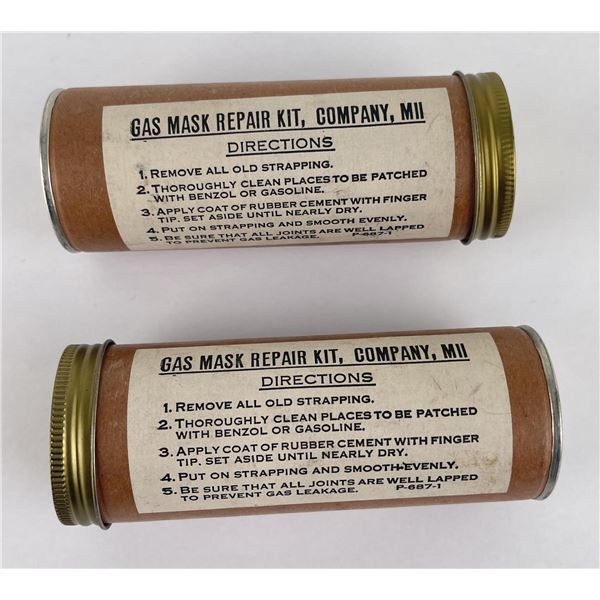 GAS MASK REPAIR KIT, COMPANY, MII
DIRECTIONS
1. REMOVE ALL OLD STRAPPING.
2. THOROUGHLY CLEAN PLACES TO BE PATCHED
WITH BENZOL OR GASOLINE.
3. APPLY COAT OF RUBBER CEMENT WITH FINGER
TIP. SET ASIDE UNTIL NEARLY DRY.
4. PUT ON STRAPPING AND SMOOTH EVENLY.
5. BE SURE THAT ALL JOINTS ARE WELL LAPPED
TO PREVENT GAS LEAKAGE. P-687-1
GAS MASK REPAIR KIT, COMPANY, MII
DIRECTIONS
1. REMOVE ALL OLD STRAPPING.
2. THOROUGHLY CLEAN PLACES TO BE PATCHED
WITH BENZOL OR GASOLINE.
3. APPLY COAT OF RUBBER CEMENT WITH FINGER
TIP. SET ASIDE UNTIL NEARLY DRY.
4. PUT ON STRAPPING AND SMOOTH EVENLY.
5. BE SURE THAT ALL JOINTS ARE WELL LAPPED
TO PREVENT GAS LEAKAGE. P-687-1